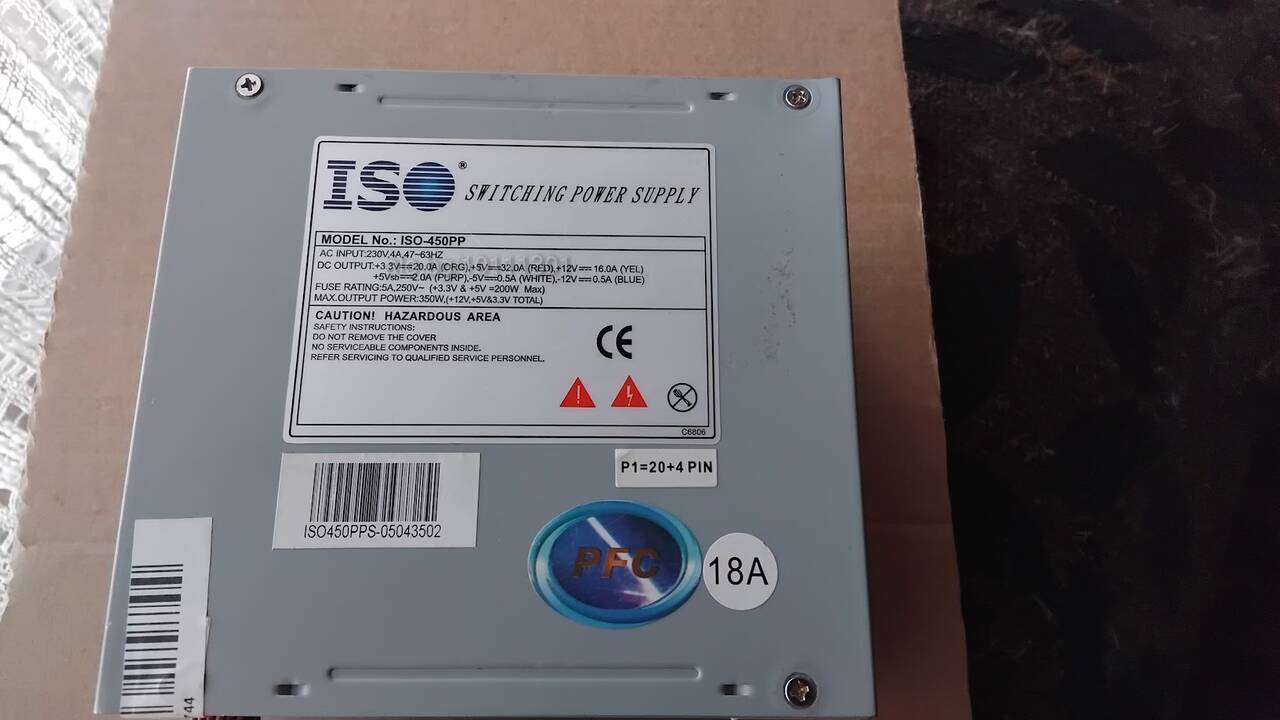 ISO® SWITCHING POWER SUPPLY
MODEL No.: ISO-450PP
AC INPUT:230V,4A,47~63HZ
DC OUTPUT:+3.3V⎓20.0A (ORG),+5V⎓32.0A (RED),+12V⎓16.0A (YEL)
+5Vsb⎓2.0A (PURP),-5V⎓0.5A (WHITE),-12V⎓0.5A (BLUE)
FUSE RATING:5A,250V~ (+3.3V & +5V =200W Max)
MAX.OUTPUT POWER:350W,(+12V,+5V&3.3V TOTAL)
CAUTION! HAZARDOUS AREA
SAFETY INSTRUCTIONS:
DO NOT REMOVE THE COVER
NO SERVICEABLE COMPONENTS INSIDE.
REFER SERVICING TO QUALIFIED SERVICE PERSONNEL.
CE
C6806
P1=20+4 PIN
ISO450PPS-05043502
PFC
18A
44